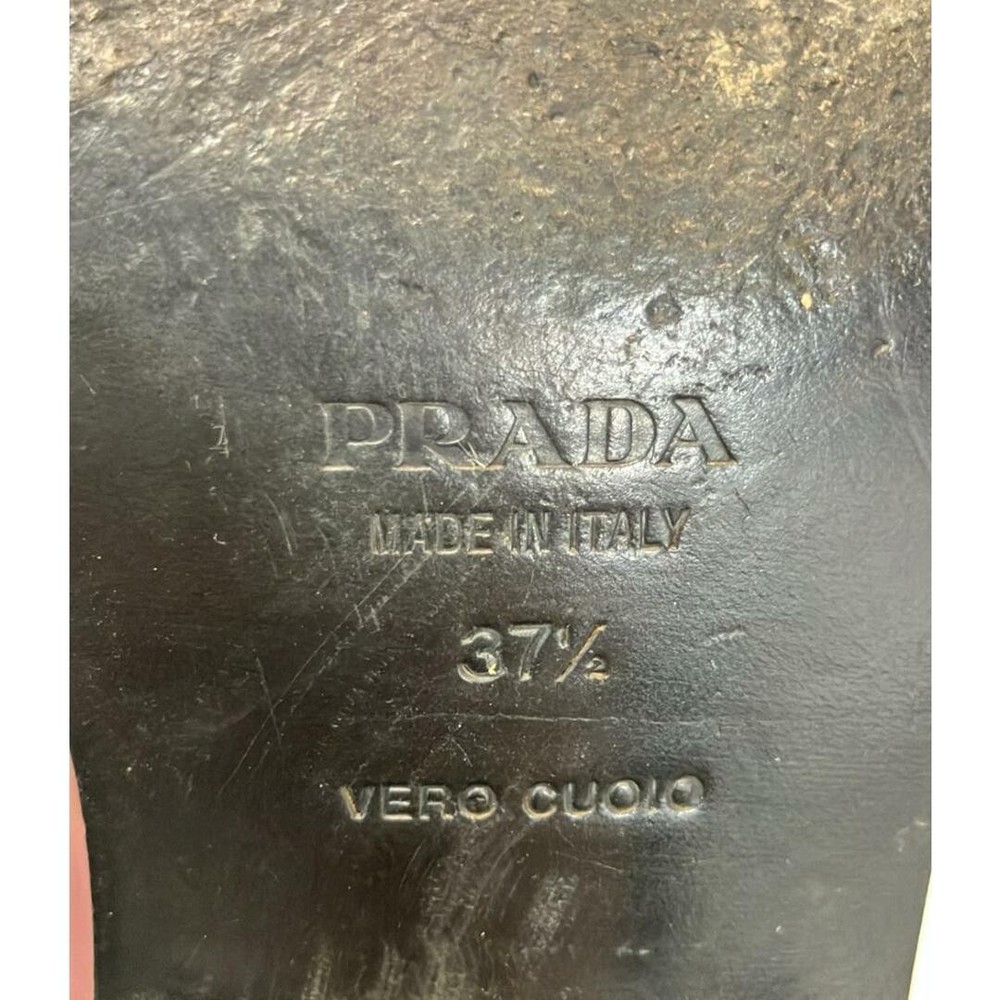 PRADA
MADE IN ITALY
37½
VERO CUOIO